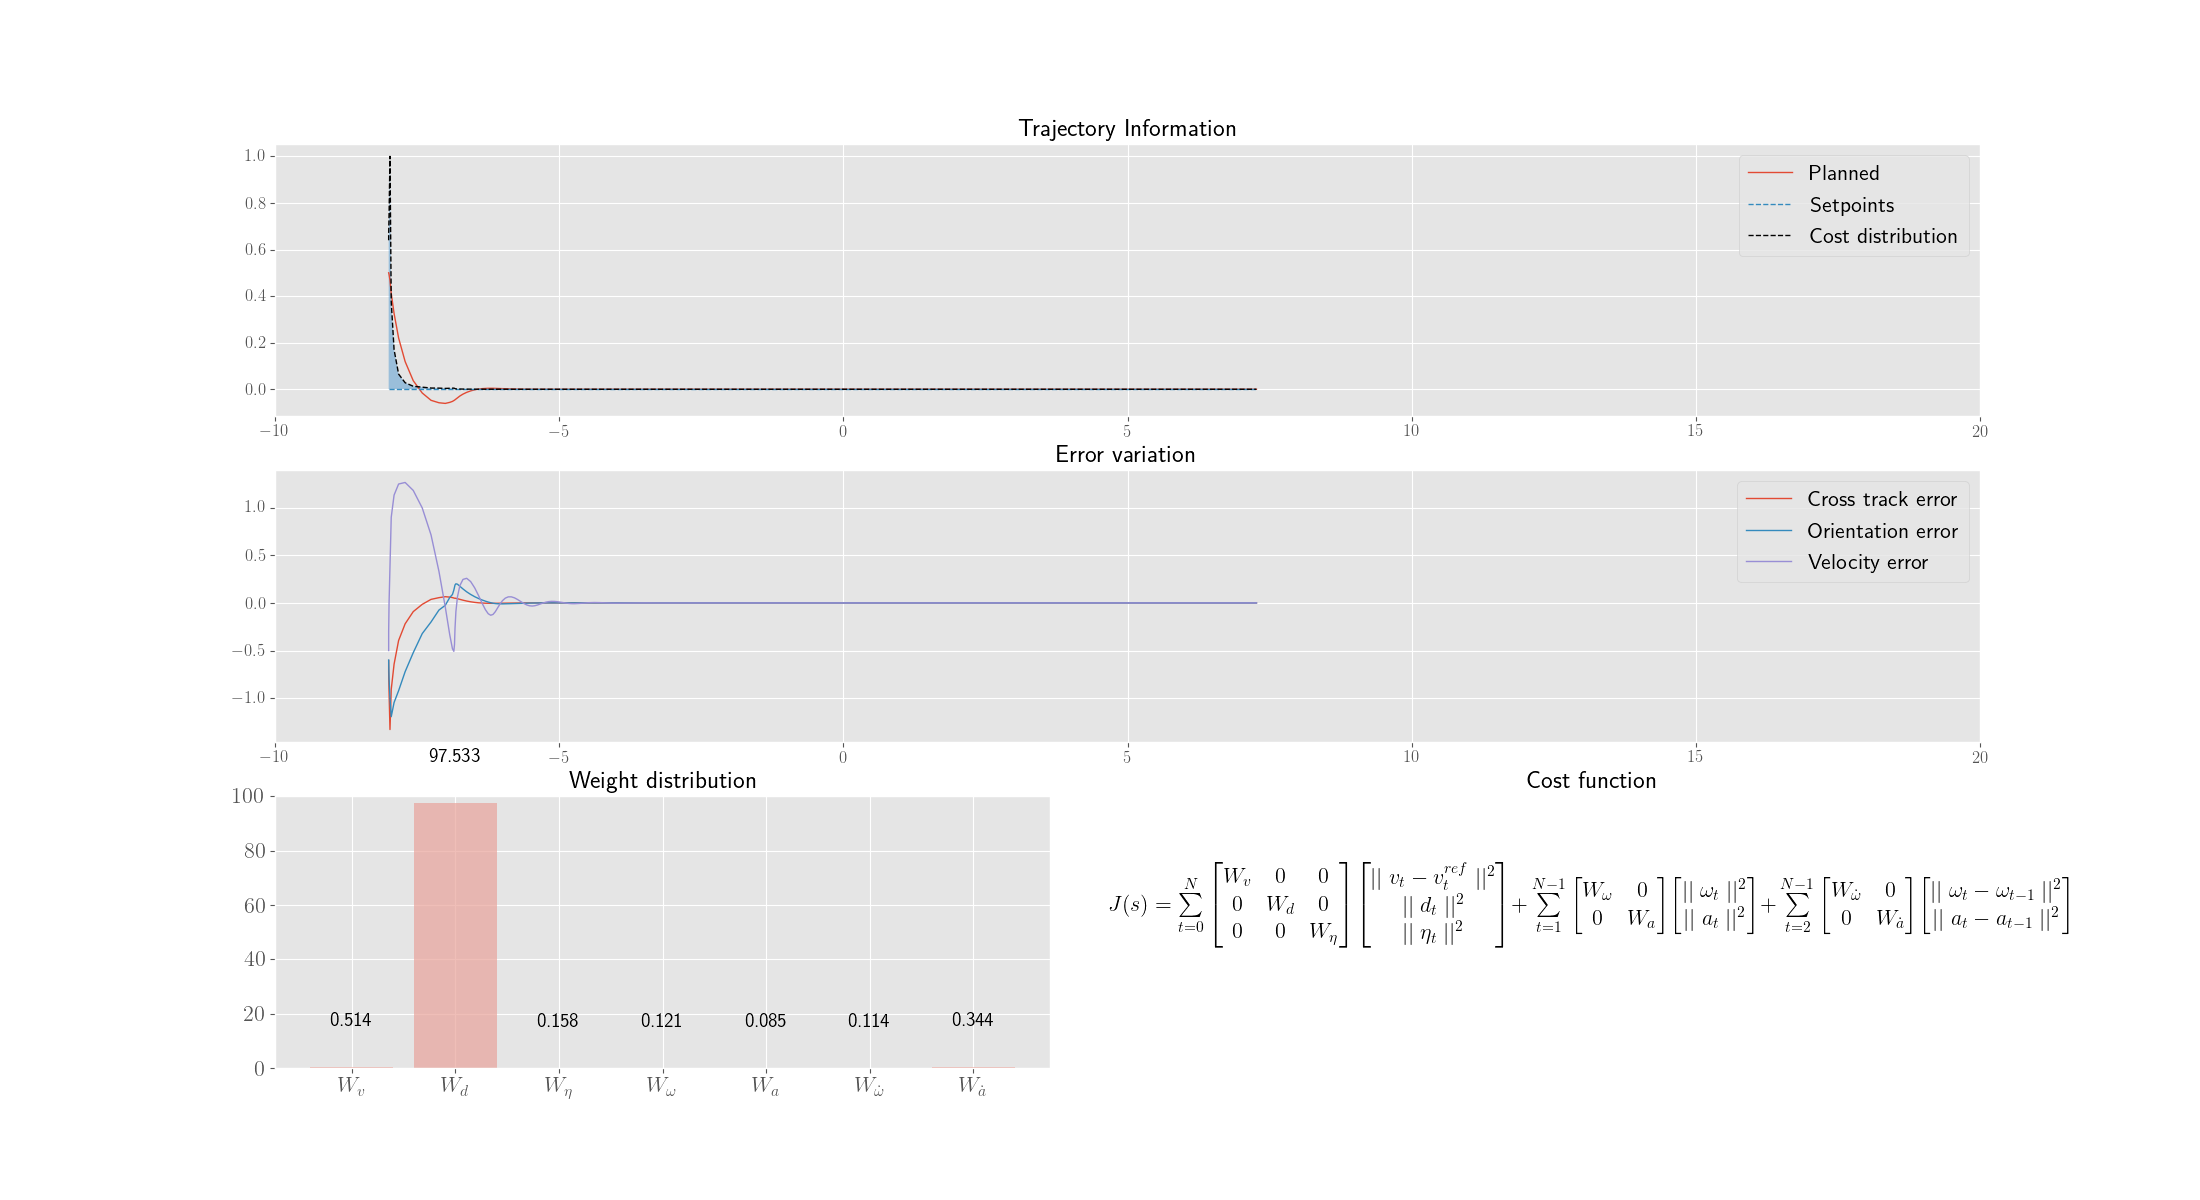 Trajectory Information
1.0
0.8
0.6
0.4
0.2
0.0
Planned
Setpoints
Cost distribution
−10 −5 0 5 10 15 20
Error variation
1.0
0.5
0.0
−0.5
−1.0
Cross track error
Orientation error
Velocity error
−10 97.533 −5 0 5 10 15 20
Weight distribution
100
80
60
40
20
0
0.514 0.158 0.121 0.085 0.114 0.344
W_v W_d W_η W_ω W_a W_ω̇ W_ȧ
Cost function
J(s) = ∑_{t=0}^{N} [W_v 0 0; 0 W_d 0; 0 0 W_η] [|| v_t − v_t^{ref} ||²; || d_t ||²; || η_t ||²] + ∑_{t=1}^{N−1} [W_ω 0; 0 W_a] [|| ω_t ||²; || a_t ||²] + ∑_{t=2}^{N−1} [W_ω̇ 0; 0 W_ȧ] [|| ω_t − ω_{t−1} ||²; || a_t − a_{t−1} ||²]